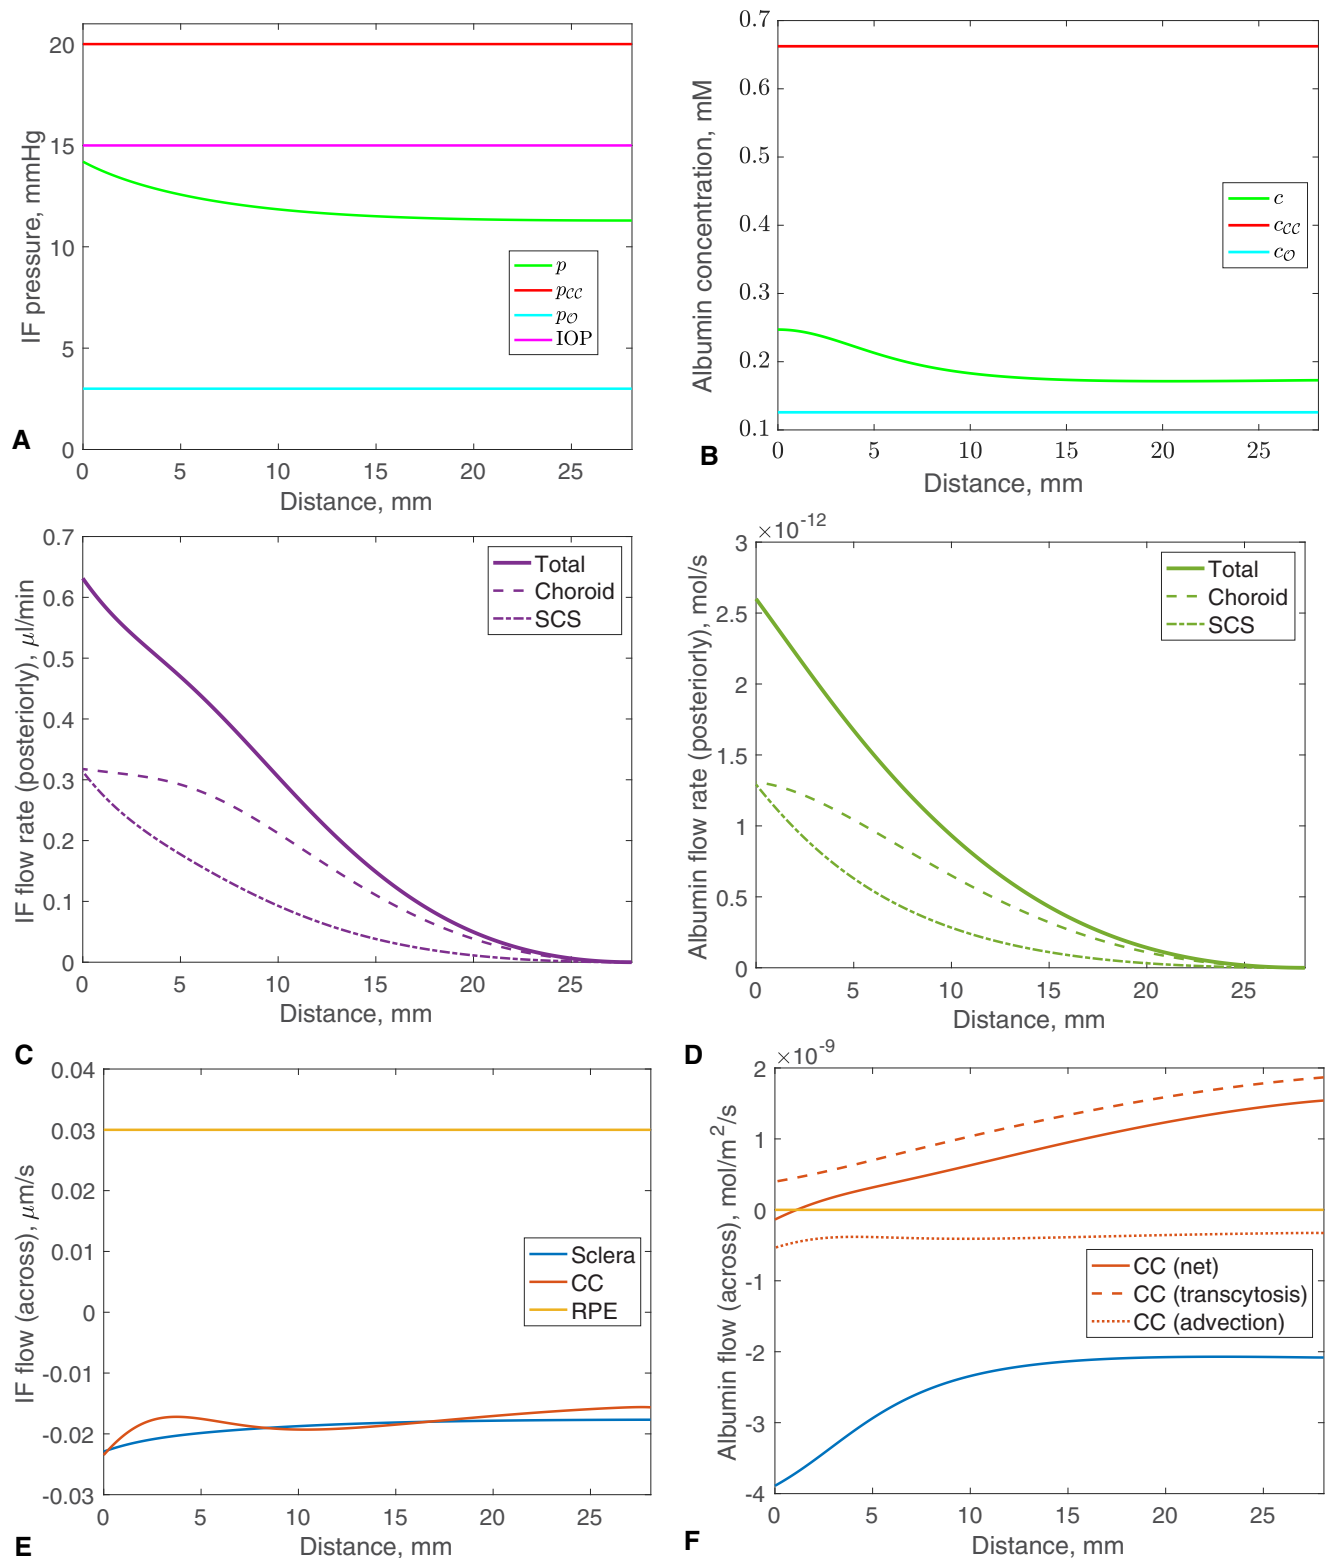 IF pressure, mmHg
20
15
10
5
0
0 5 10 15 20 25
Distance, mm
p
p_CC
p_O
IOP
A
Albumin concentration, mM
0.7
0.6
0.5
0.4
0.3
0.2
0.1
0 5 10 15 20 25
Distance, mm
c
c_CC
c_O
B
IF flow rate (posteriorly), μl/min
0.7
0.6
0.5
0.4
0.3
0.2
0.1
0
0 5 10 15 20 25
Distance, mm
Total
Choroid
SCS
C
Albumin flow rate (posteriorly), mol/s
×10^-12
3
2.5
2
1.5
1
0.5
0
0 5 10 15 20 25
Distance, mm
Total
Choroid
SCS
D
IF flow (across), μm/s
0.04
0.03
0.02
0.01
0
-0.01
-0.02
-0.03
0 5 10 15 20 25
Distance, mm
Sclera
CC
RPE
E
Albumin flow (across), mol/m^2/s
×10^-9
2
1
0
-1
-2
-3
-4
0 5 10 15 20 25
Distance, mm
CC (net)
CC (transcytosis)
CC (advection)
F